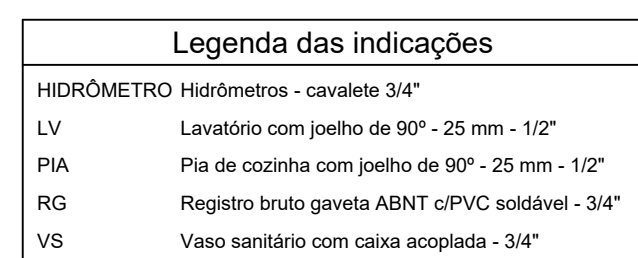 Legenda das indicações
HIDRÔMETRO Hidrômetros - cavalete 3/4"
LV Lavatório com joelho de 90º - 25 mm - 1/2"
PIA Pia de cozinha com joelho de 90º - 25 mm - 1/2"
RG Registro bruto gaveta ABNT c/PVC soldável - 3/4"
VS Vaso sanitário com caixa acoplada - 3/4"